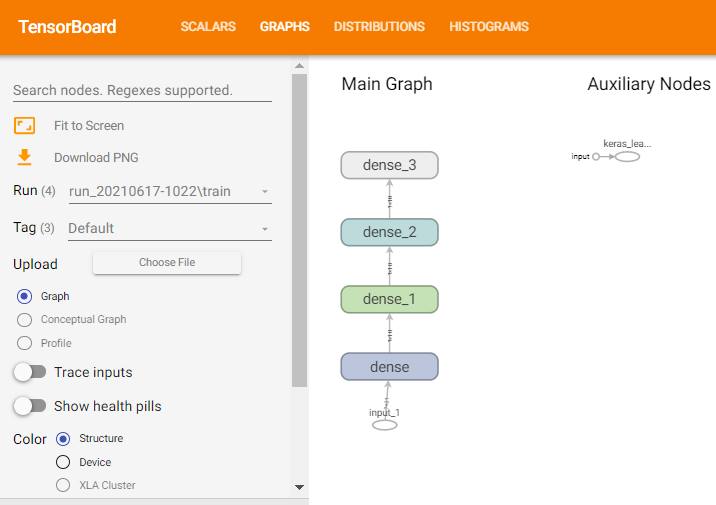 TensorBoard
SCALARS GRAPHS DISTRIBUTIONS HISTOGRAMS
Search nodes. Regexes supported.
Fit to Screen
Download PNG
Run (4) run_20210617-1022\train
Tag (3) Default
Upload Choose File
Graph
Conceptual Graph
Profile
Trace inputs
Show health pills
Color Structure
Device
XLA Cluster
Main Graph
dense_3
dense_2
dense_1
dense
input_1
Auxiliary Nodes
keras_lea...
input